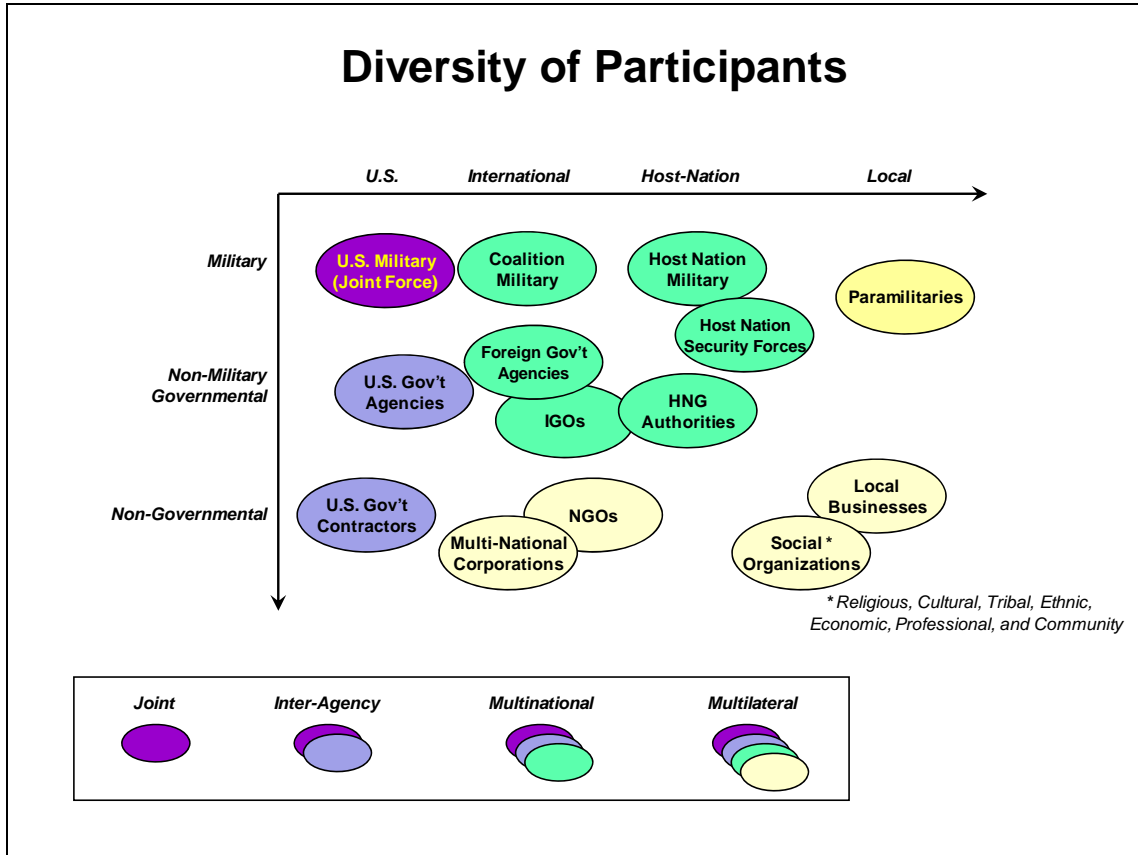 Diversity of Participants
U.S.
International
Host-Nation
Local
Military
U.S. Military
(Joint Force)
Coalition
Military
Host Nation
Military
Paramilitaries
Host Nation
Security Forces
Non-Military
Governmental
U.S. Gov't
Agencies
Foreign Gov't
Agencies
IGOs
HNG
Authorities
Non-Governmental
U.S. Gov't
Contractors
Multi-National
Corporations
NGOs
Local
Businesses
Social *
Organizations
* Religious, Cultural, Tribal, Ethnic,
Economic, Professional, and Community
Joint
Inter-Agency
Multinational
Multilateral